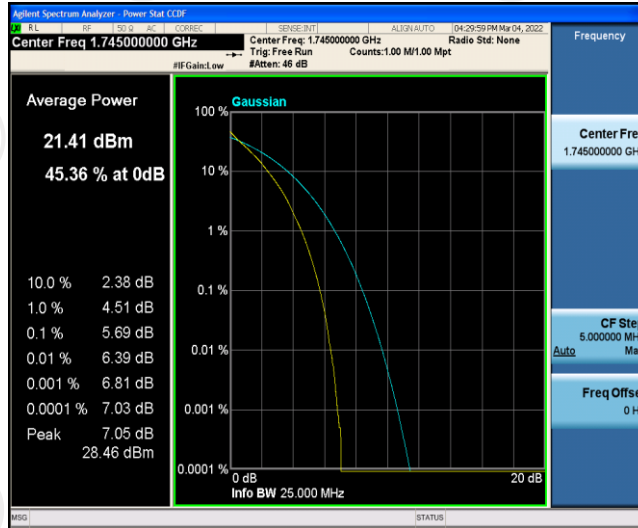 Agilent Spectrum Analyzer - Power Stat CCDF
RL RF 50 Ω AC CORREC SENSE:INT ALIGN AUTO 04:29:59 PM Mar 04, 2022
Center Freq 1.745000000 GHz
Center Freq: 1.745000000 GHz Radio Std: None
Trig: Free Run Counts:1.00 M/1.00 Mpt
#IFGain:Low #Atten: 46 dB
Frequency
Average Power
21.41 dBm
45.36 % at 0dB
10.0 % 2.38 dB
1.0 % 4.51 dB
0.1 % 5.69 dB
0.01 % 6.39 dB
0.001 % 6.81 dB
0.0001 % 7.03 dB
Peak 7.05 dB
28.46 dBm
Gaussian
100 %
10 %
1 %
0.1 %
0.01 %
0.001 %
0.0001 %
0 dB 20 dB
Info BW 25.000 MHz
Center Fre
1.745000000 GH
CF Ste
5.000000 MH
Auto Ma
Freq Offse
0 H
MSG STATUS